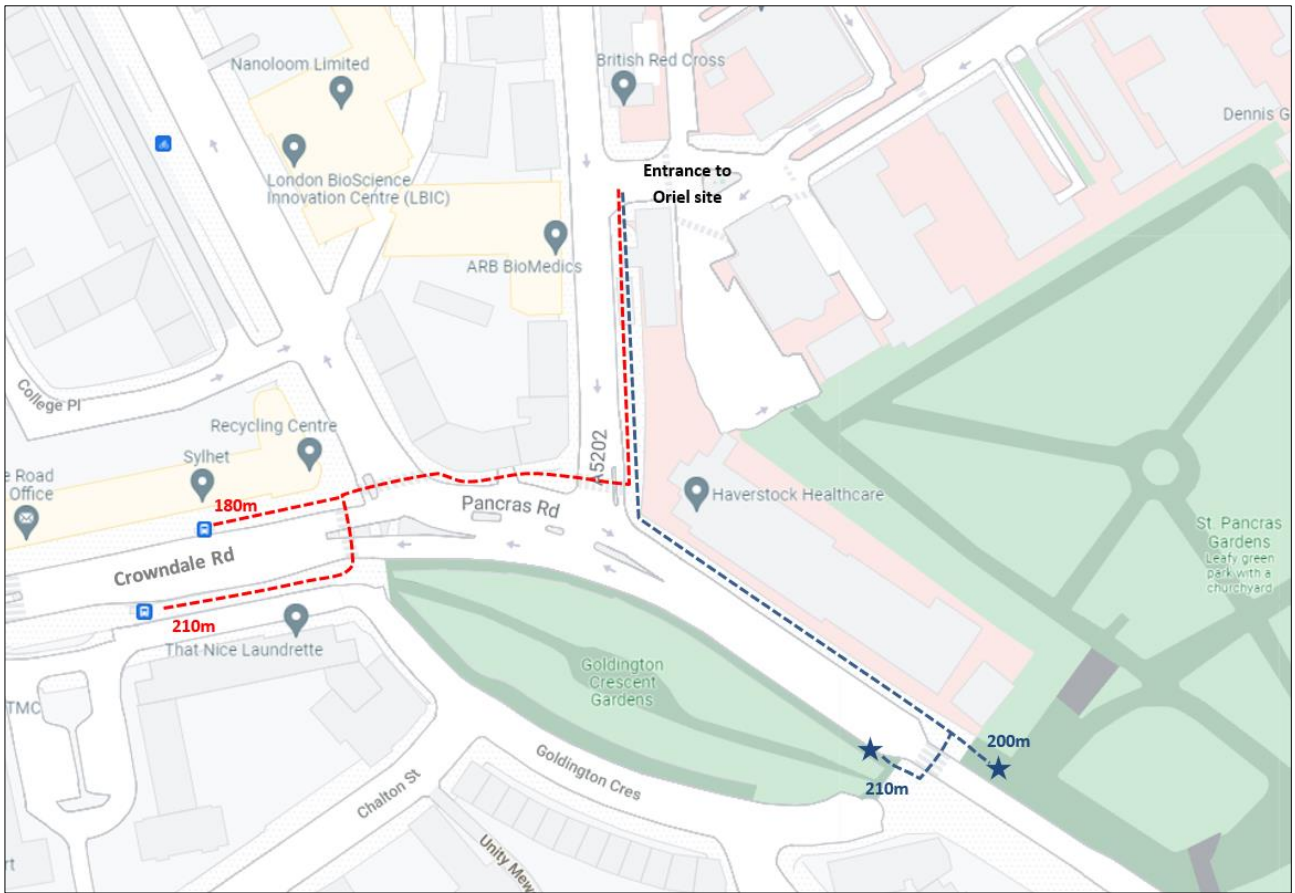 Nanoloom Limited
British Red Cross
Dennis G
London BioScience
Innovation Centre (LBIC)
Entrance to
Oriel site
ARB BioMedics
College Pl
Recycling Centre
Sylhet
e Road
Office
180m
A5202
Pancras Rd
Haverstock Healthcare
St. Pancras
Gardens
Leafy green
park with a
churchyard
Crowndale Rd
210m
That Nice Laundrette
Goldington
Crescent
Gardens
TMC
200m
210m
Goldington Cres
Chalton St
Unity Mew
rt